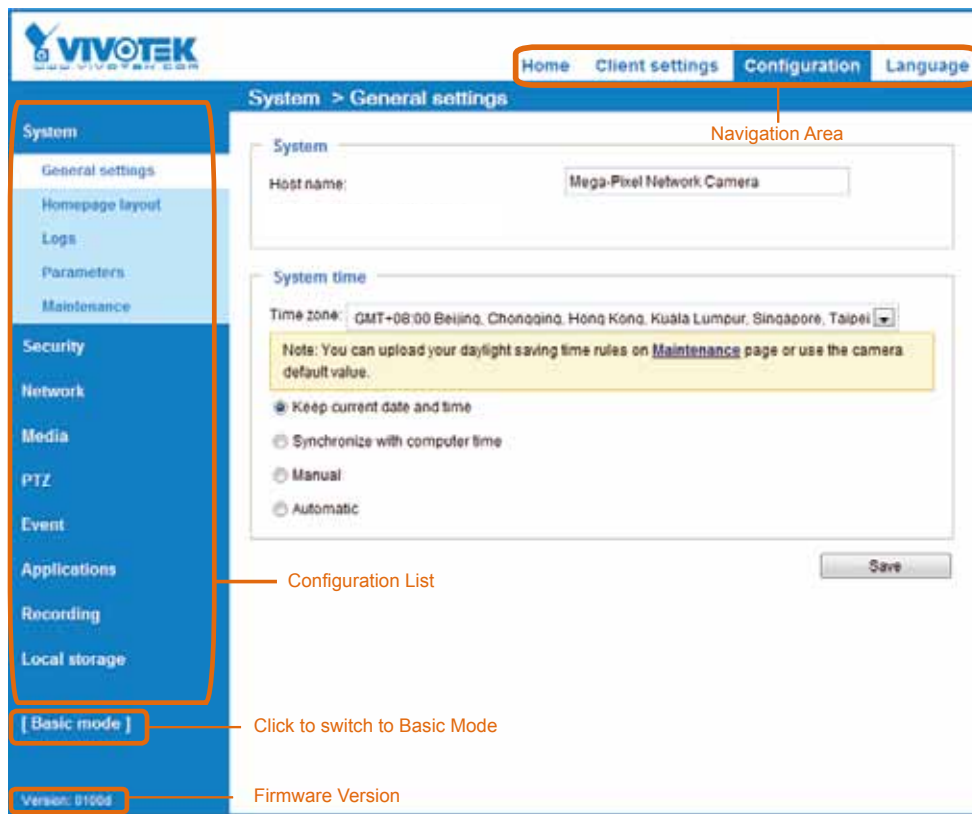 VIVOTEK
www.vivotek.com
Home Client settings Configuration Language
System > General settings
Navigation Area
System
General settings
Homepage layout
Logs
Parameters
Maintenance
Security
Network
Media
PTZ
Event
Applications
Recording
Local storage
[ Basic mode ]
Version: 0100d
System
Host name: Mega-Pixel Network Camera
System time
Time zone: GMT+08:00 Beijing, Chongqing, Hong Kong, Kuala Lumpur, Singapore, Taipei
Note: You can upload your daylight saving time rules on Maintenance page or use the camera
default value.
Keep current date and time
Synchronize with computer time
Manual
Automatic
Save
Configuration List
Click to switch to Basic Mode
Firmware Version